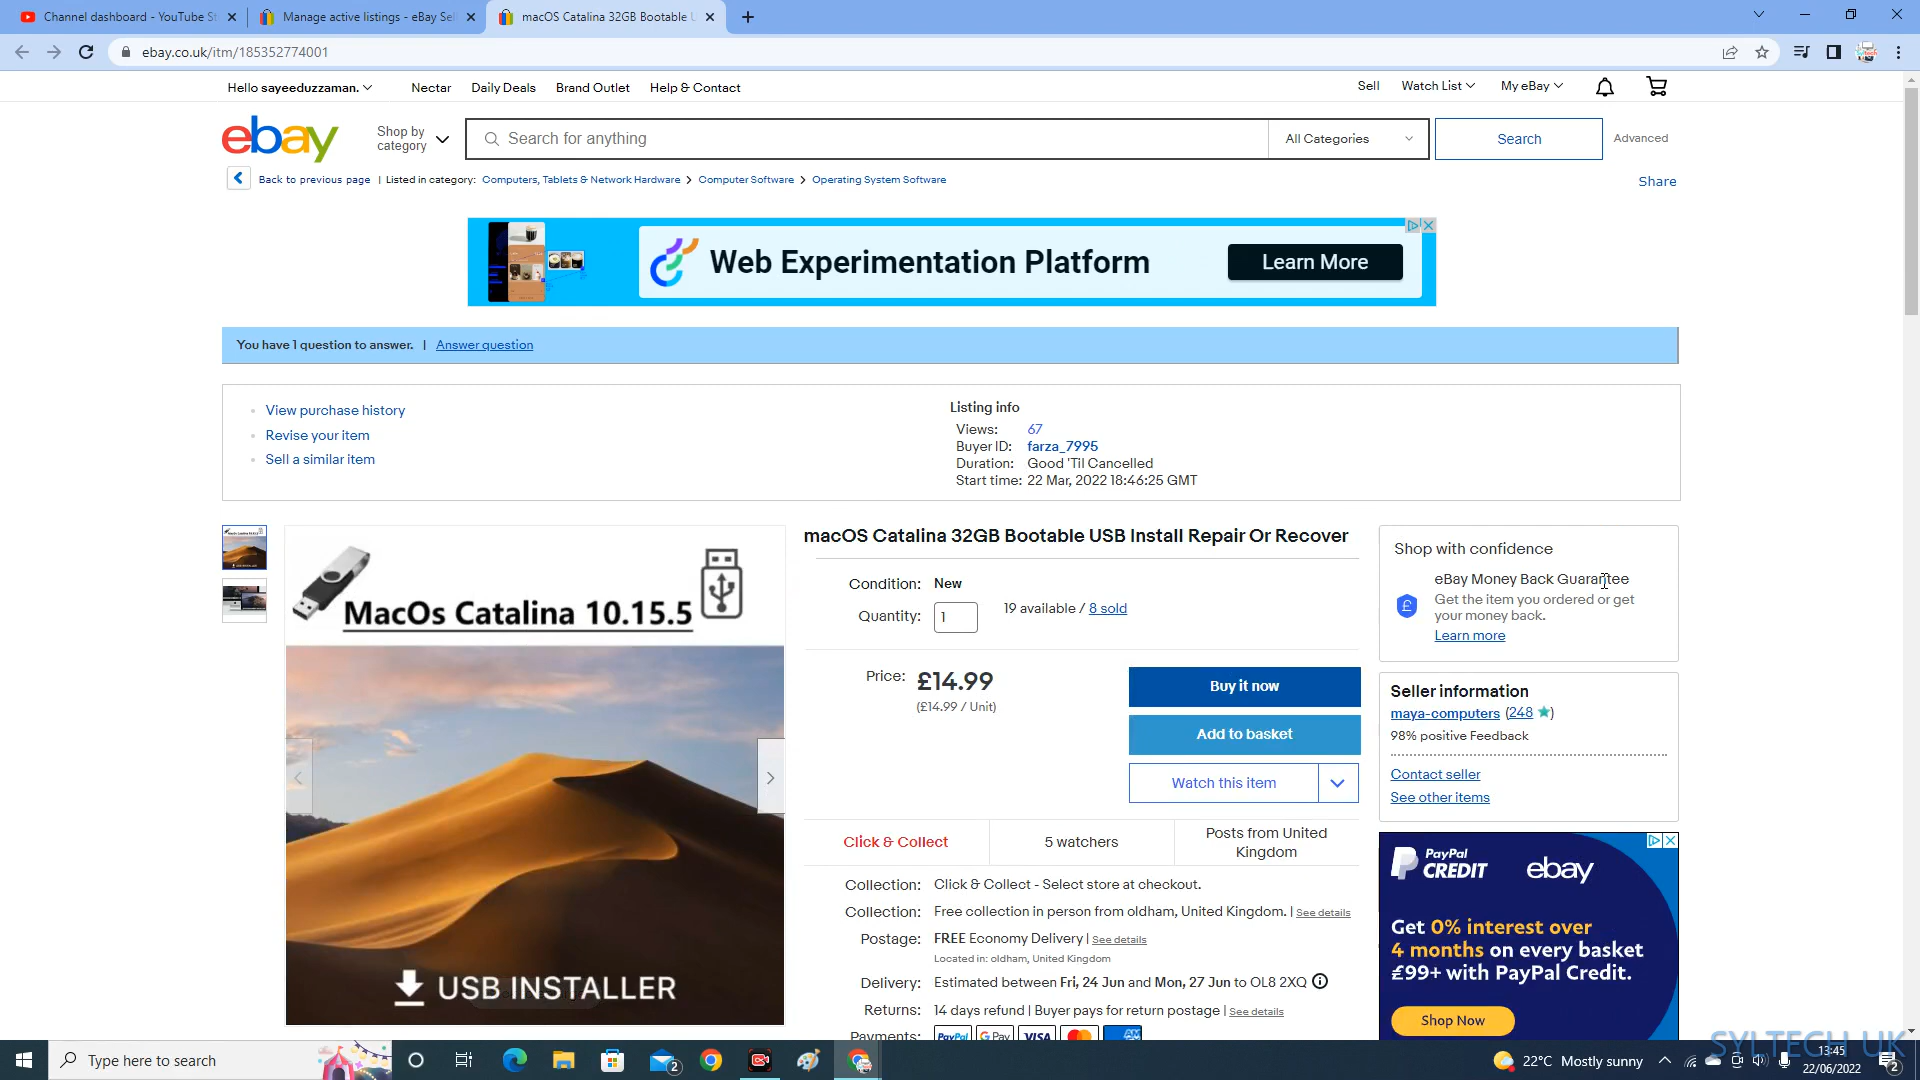 Channel dashboard - YouTube St
Manage active listings - eBay Sel
macOS Catalina 32GB Bootable U
ebay.co.uk/itm/185352774001
Hello sayeeduzzaman.
Nectar
Daily Deals
Brand Outlet
Help & Contact
Sell
Watch List
My eBay
ebay
Shop by
category
Search for anything
All Categories
Search
Advanced
Back to previous page
Listed in category:
Computers, Tablets & Network Hardware
Computer Software
Operating System Software
Share
Web Experimentation Platform
Learn More
You have 1 question to answer. | Answer question
View purchase history
Revise your item
Sell a similar item
Listing info
Views: 67
Buyer ID: farza_7995
Duration: Good 'Til Cancelled
Start time: 22 Mar, 2022 18:46:25 GMT
MacOs Catalina 10.15.5
USB INSTALLER
macOS Catalina 32GB Bootable USB Install Repair Or Recover
Condition: New
Quantity: 1 19 available / 8 sold
Price: £14.99
(£14.99 / Unit)
Buy it now
Add to basket
Watch this item
Click & Collect
5 watchers
Posts from United
Kingdom
Collection: Click & Collect - Select store at checkout.
Collection: Free collection in person from oldham, United Kingdom. | See details
Postage: FREE Economy Delivery | See details
Located in: oldham, United Kingdom
Delivery: Estimated between Fri, 24 Jun and Mon, 27 Jun to OL8 2XQ
Returns: 14 days refund | Buyer pays for return postage | See details
Payments: PayPal G Pay VISA
Shop with confidence
eBay Money Back Guarantee
Get the item you ordered or get
your money back.
Learn more
Seller information
maya-computers (248)
98% positive Feedback
Contact seller
See other items
PayPal
CREDIT
ebay
Get 0% interest over
4 months on every basket
£99+ with PayPal Credit.
Shop Now
SYLTECH UK
Type here to search
2
22°C Mostly sunny
13:45
22/06/2022
2